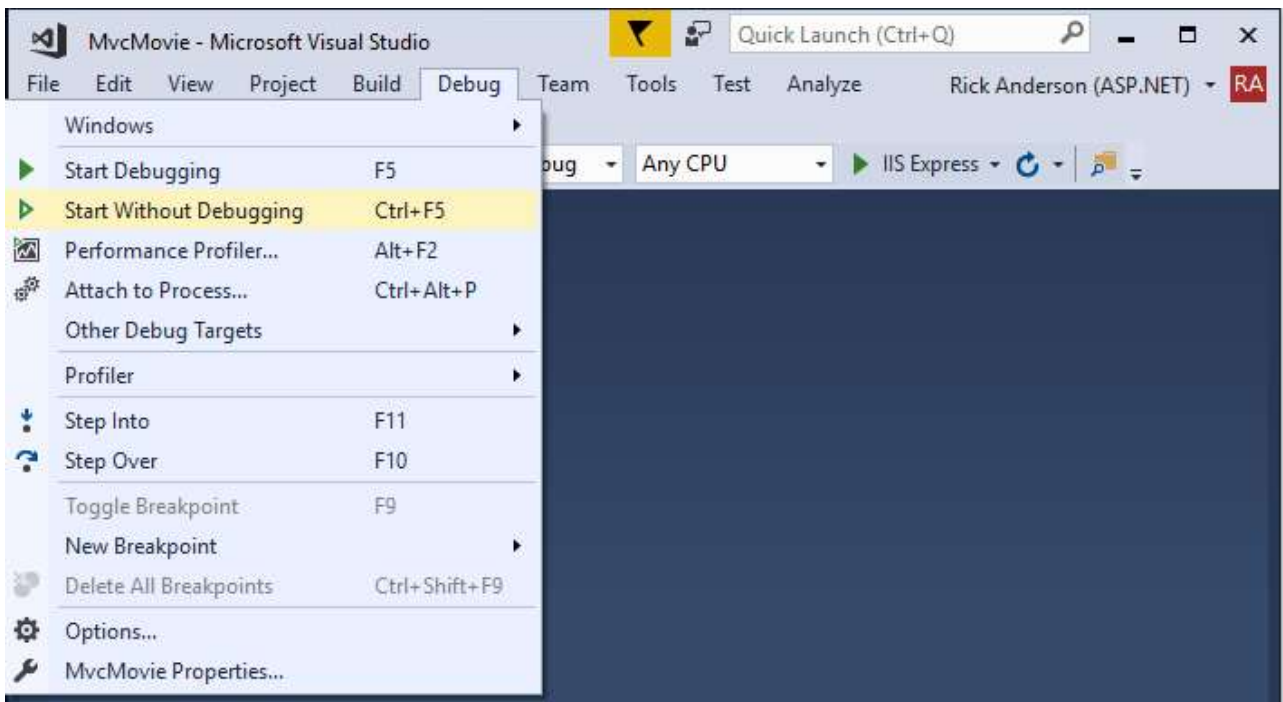 MvcMovie - Microsoft Visual Studio Quick Launch (Ctrl+Q)
File Edit View Project Build Debug Team Tools Test Analyze Rick Anderson (ASP.NET) RA
Windows
Start Debugging F5
bug Any CPU IIS Express
Start Without Debugging Ctrl+F5
Performance Profiler... Alt+F2
Attach to Process... Ctrl+Alt+P
Other Debug Targets
Profiler
Step Into F11
Step Over F10
Toggle Breakpoint F9
New Breakpoint
Delete All Breakpoints Ctrl+Shift+F9
Options...
MvcMovie Properties...